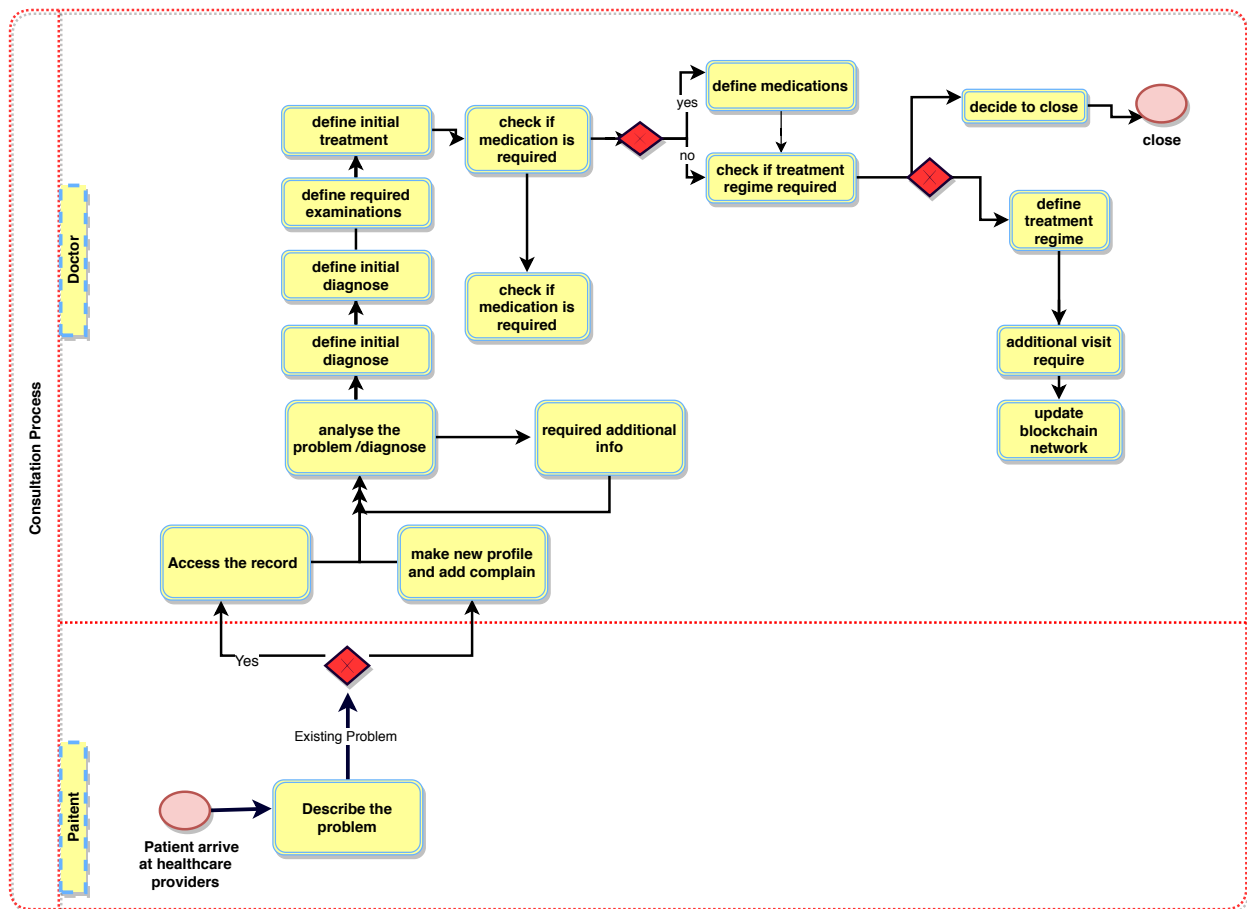 Consultation Process
Doctor
define initial
treatment
check if
medication is
required
yes
no
define medications
check if treatment
regime required
decide to close
close
define required
examinations
define
treatment
regime
define initial
diagnose
check if
medication is
required
define initial
diagnose
additional visit
require
analyse the
problem /diagnose
required additional
info
update
blockchain
network
Access the record
make new profile
and add complain
Paitent
Yes
Existing Problem
Describe the
problem
Patient arrive
at healthcare
providers